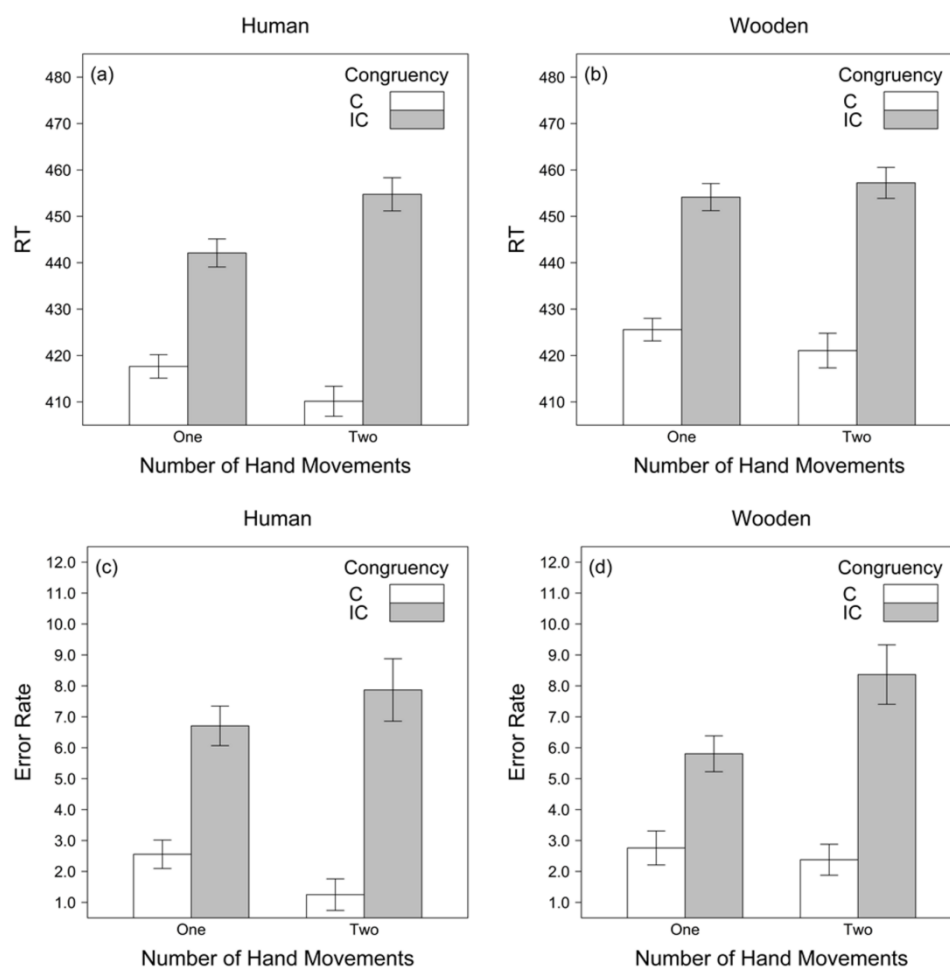 Human
(a)
Congruency
C
IC
480
470
460
450
440
430
420
410
RT
One Two
Number of Hand Movements
Wooden
(b)
Congruency
C
IC
480
470
460
450
440
430
420
410
RT
One Two
Number of Hand Movements
Human
(c)
Congruency
C
IC
12.0
11.0
10.0
9.0
8.0
7.0
6.0
5.0
4.0
3.0
2.0
1.0
Error Rate
One Two
Number of Hand Movements
Wooden
(d)
Congruency
C
IC
12.0
11.0
10.0
9.0
8.0
7.0
6.0
5.0
4.0
3.0
2.0
1.0
Error Rate
One Two
Number of Hand Movements